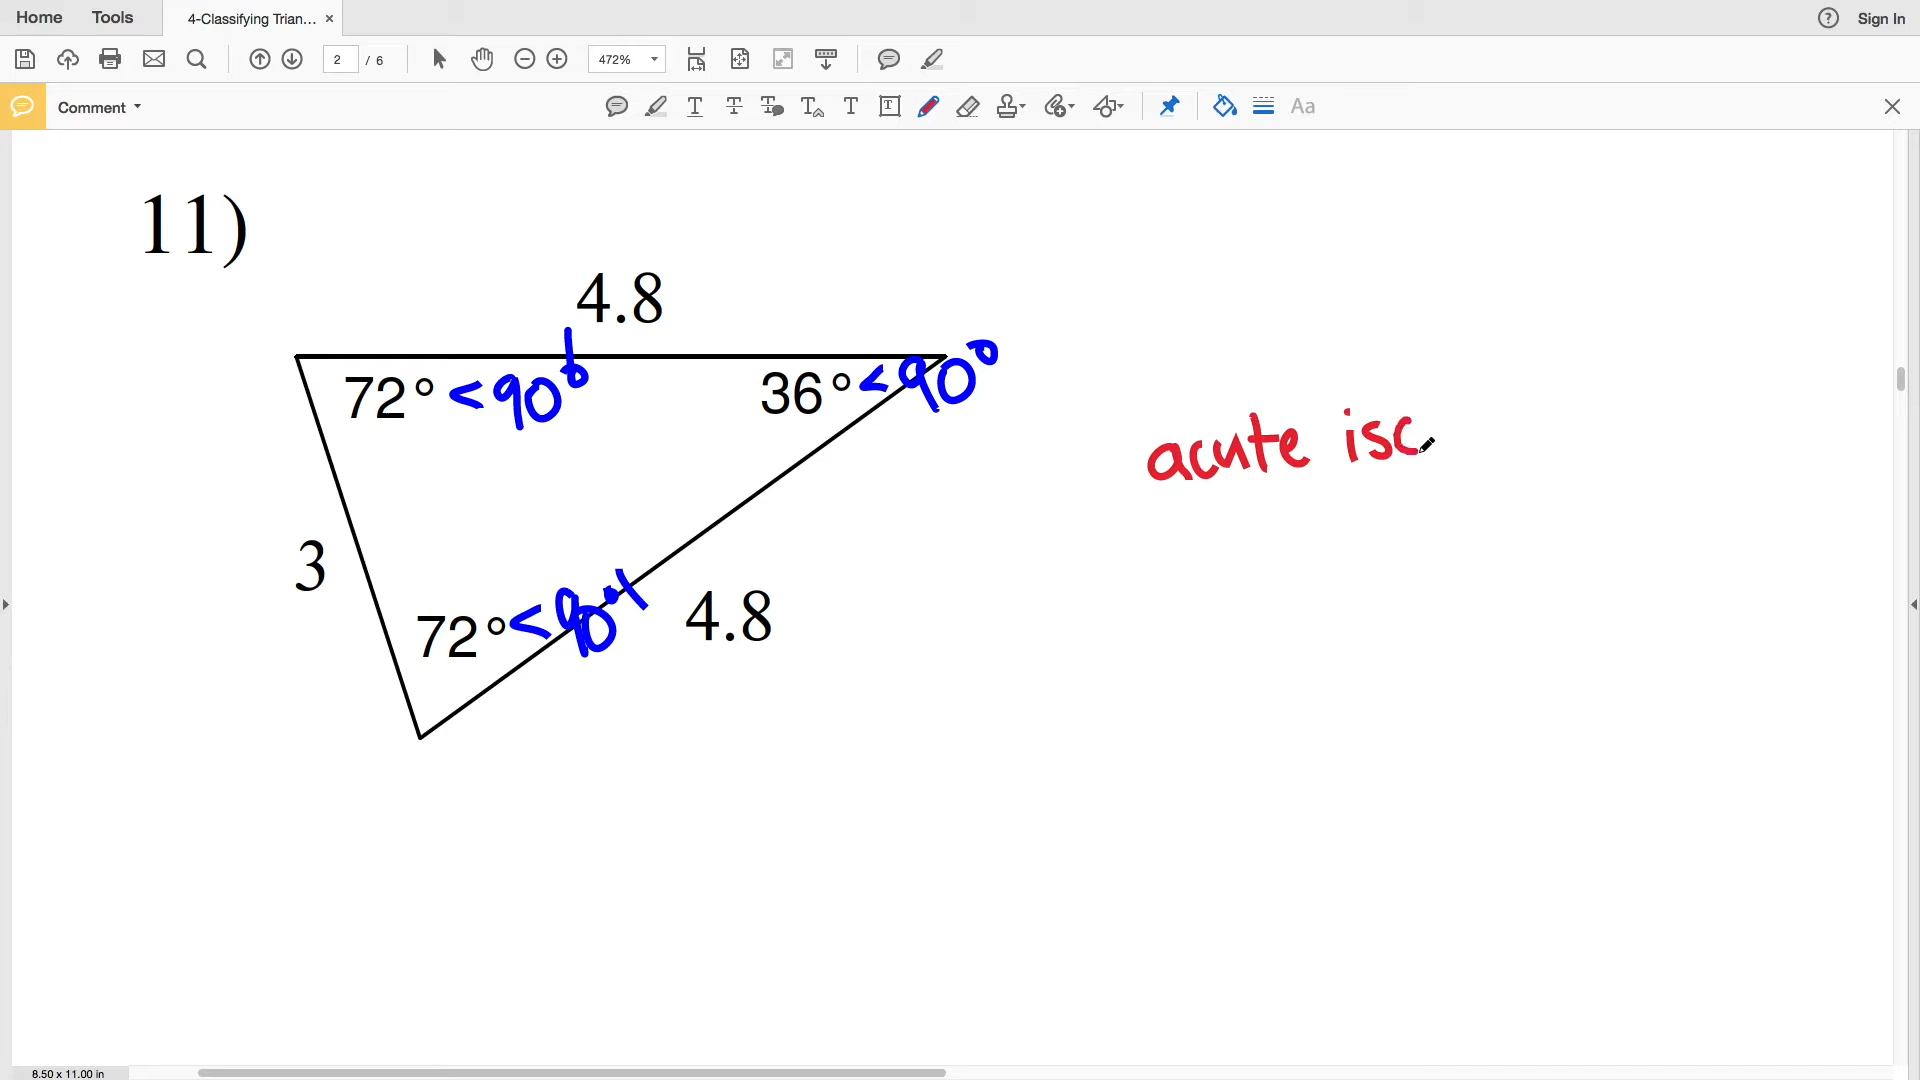 Home Tools 4-Classifying Trian... × ? Sign In
2 / 6 472%
Comment Aa
11)
4.8
72° <90° 36° <90°
acute isc
3
72° <90° 4.8
8.50 x 11.00 in